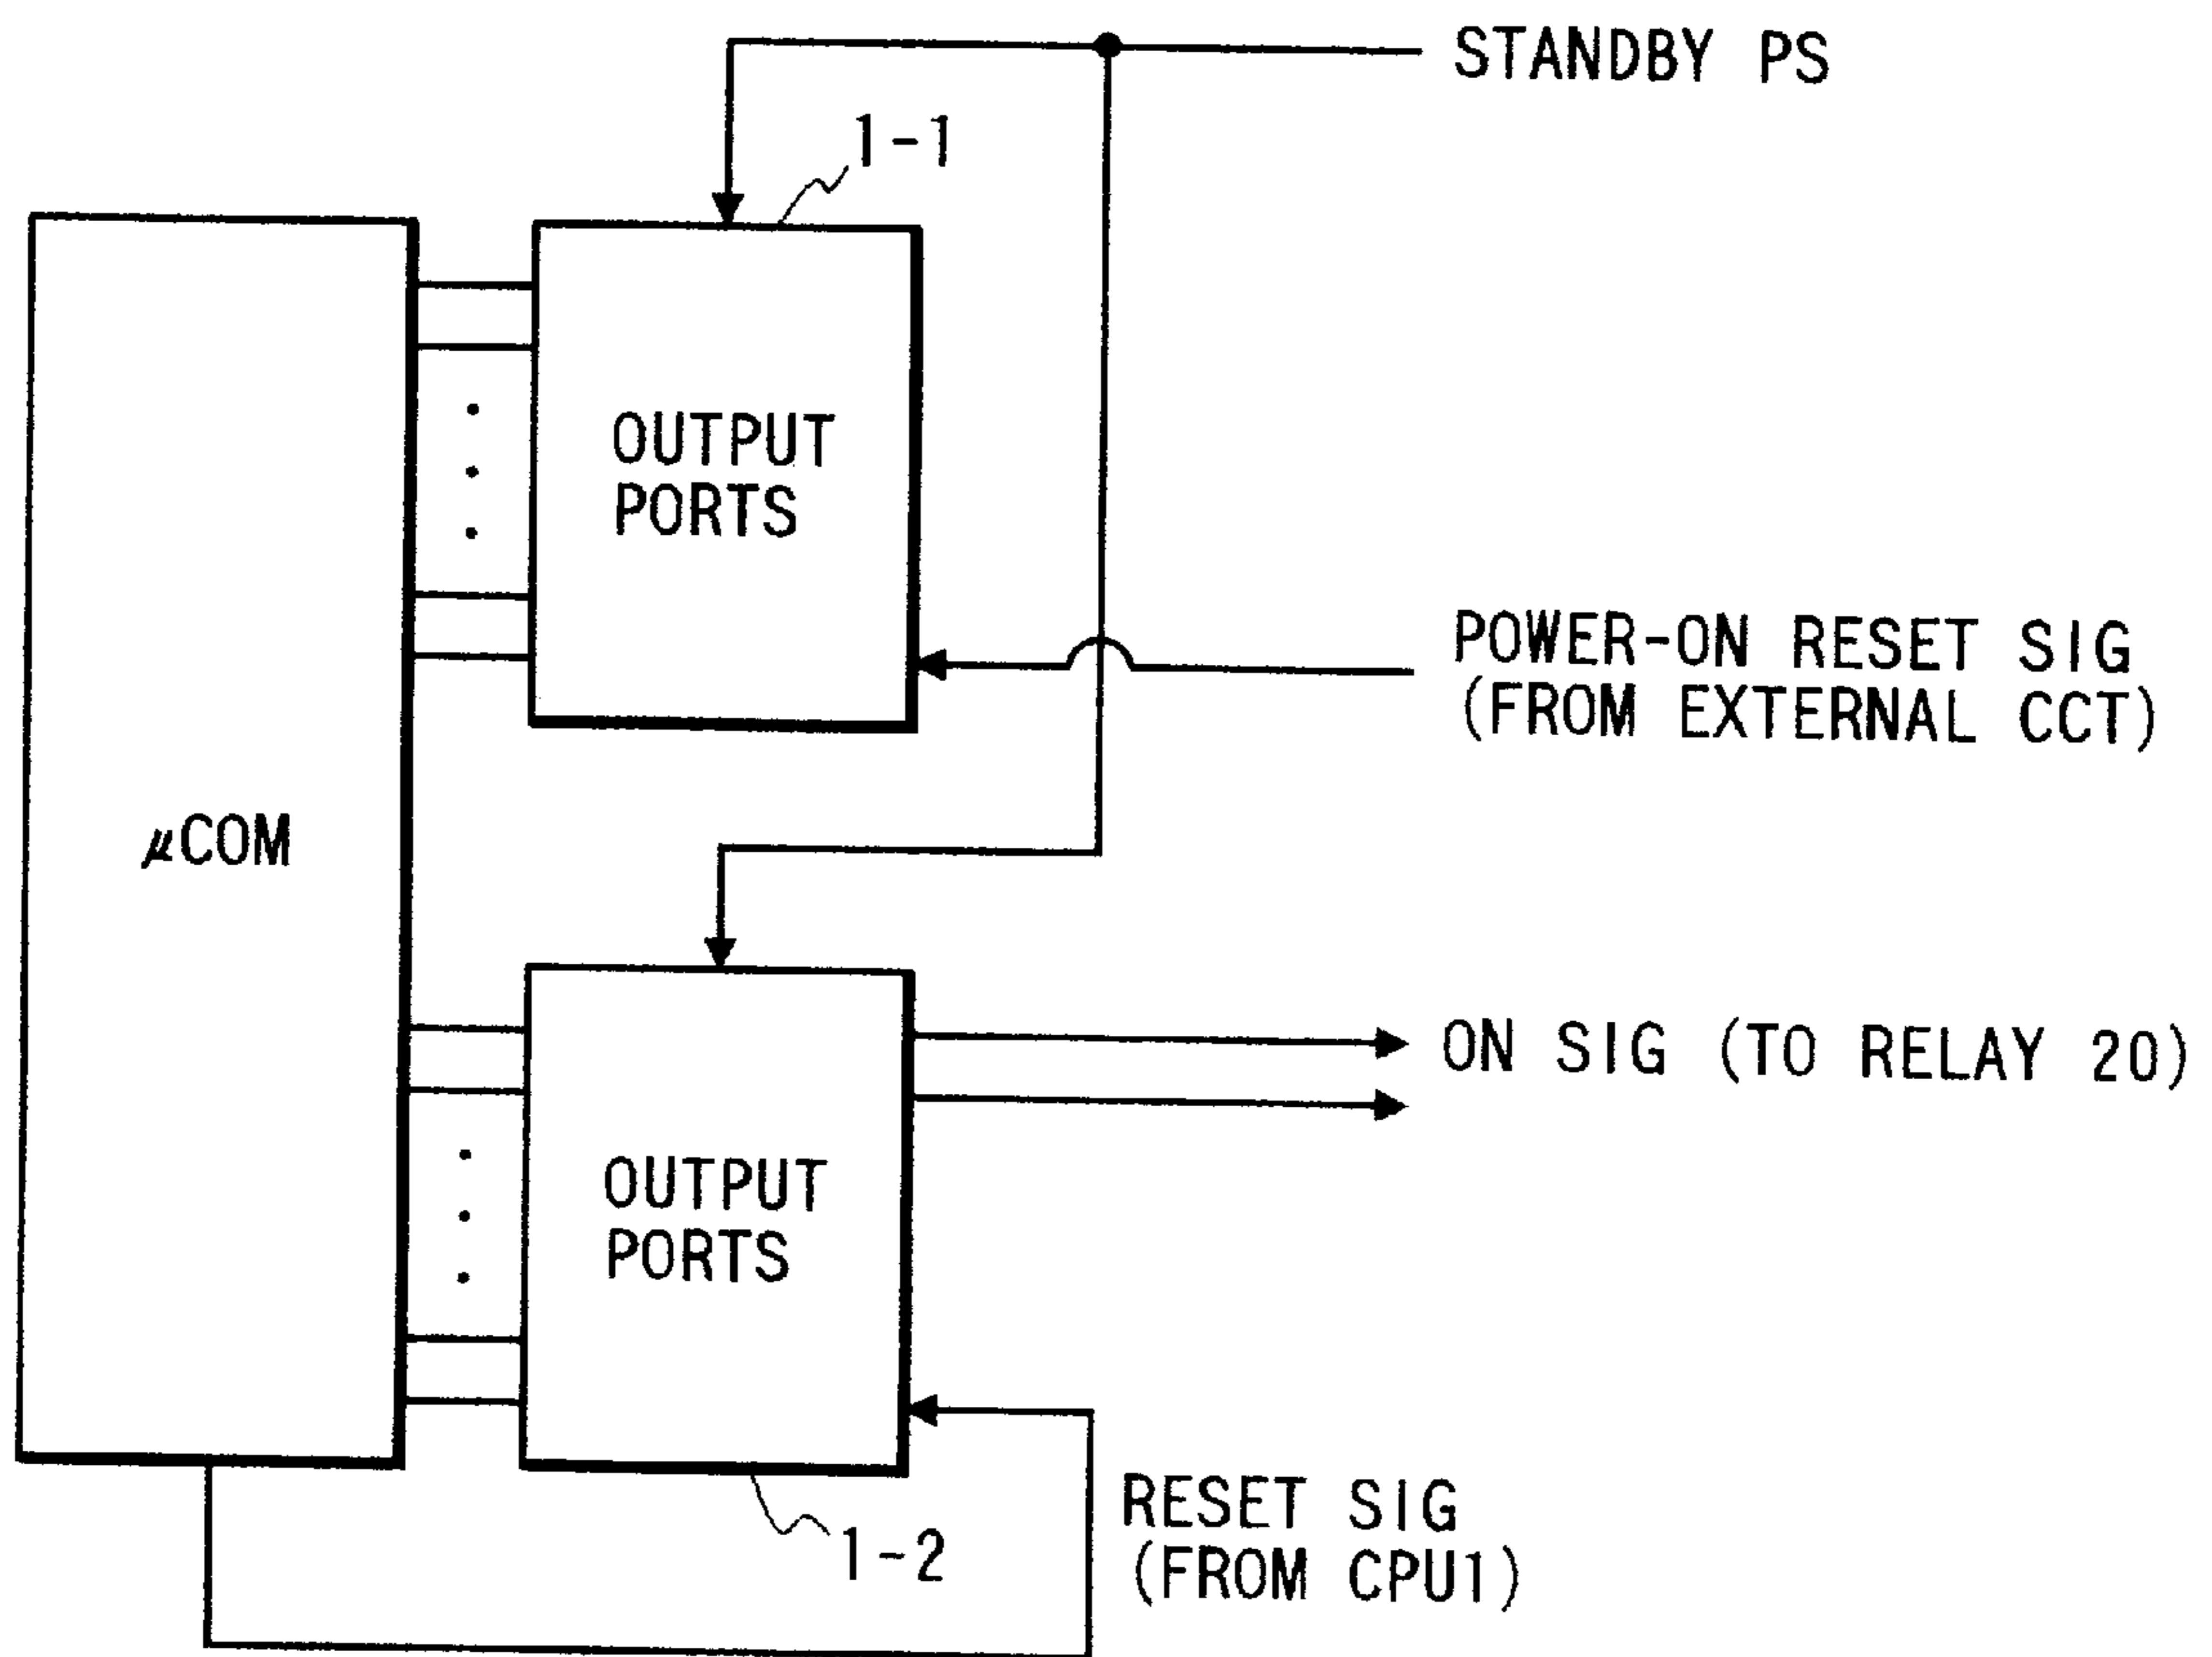 STANDBY PS
1-1
OUTPUT
PORTS
POWER-ON RESET SIG
(FROM EXTERNAL CCT)
μCOM
ON SIG (TO RELAY 20)
OUTPUT
PORTS
RESET SIG
(FROM CPU1)
1-2